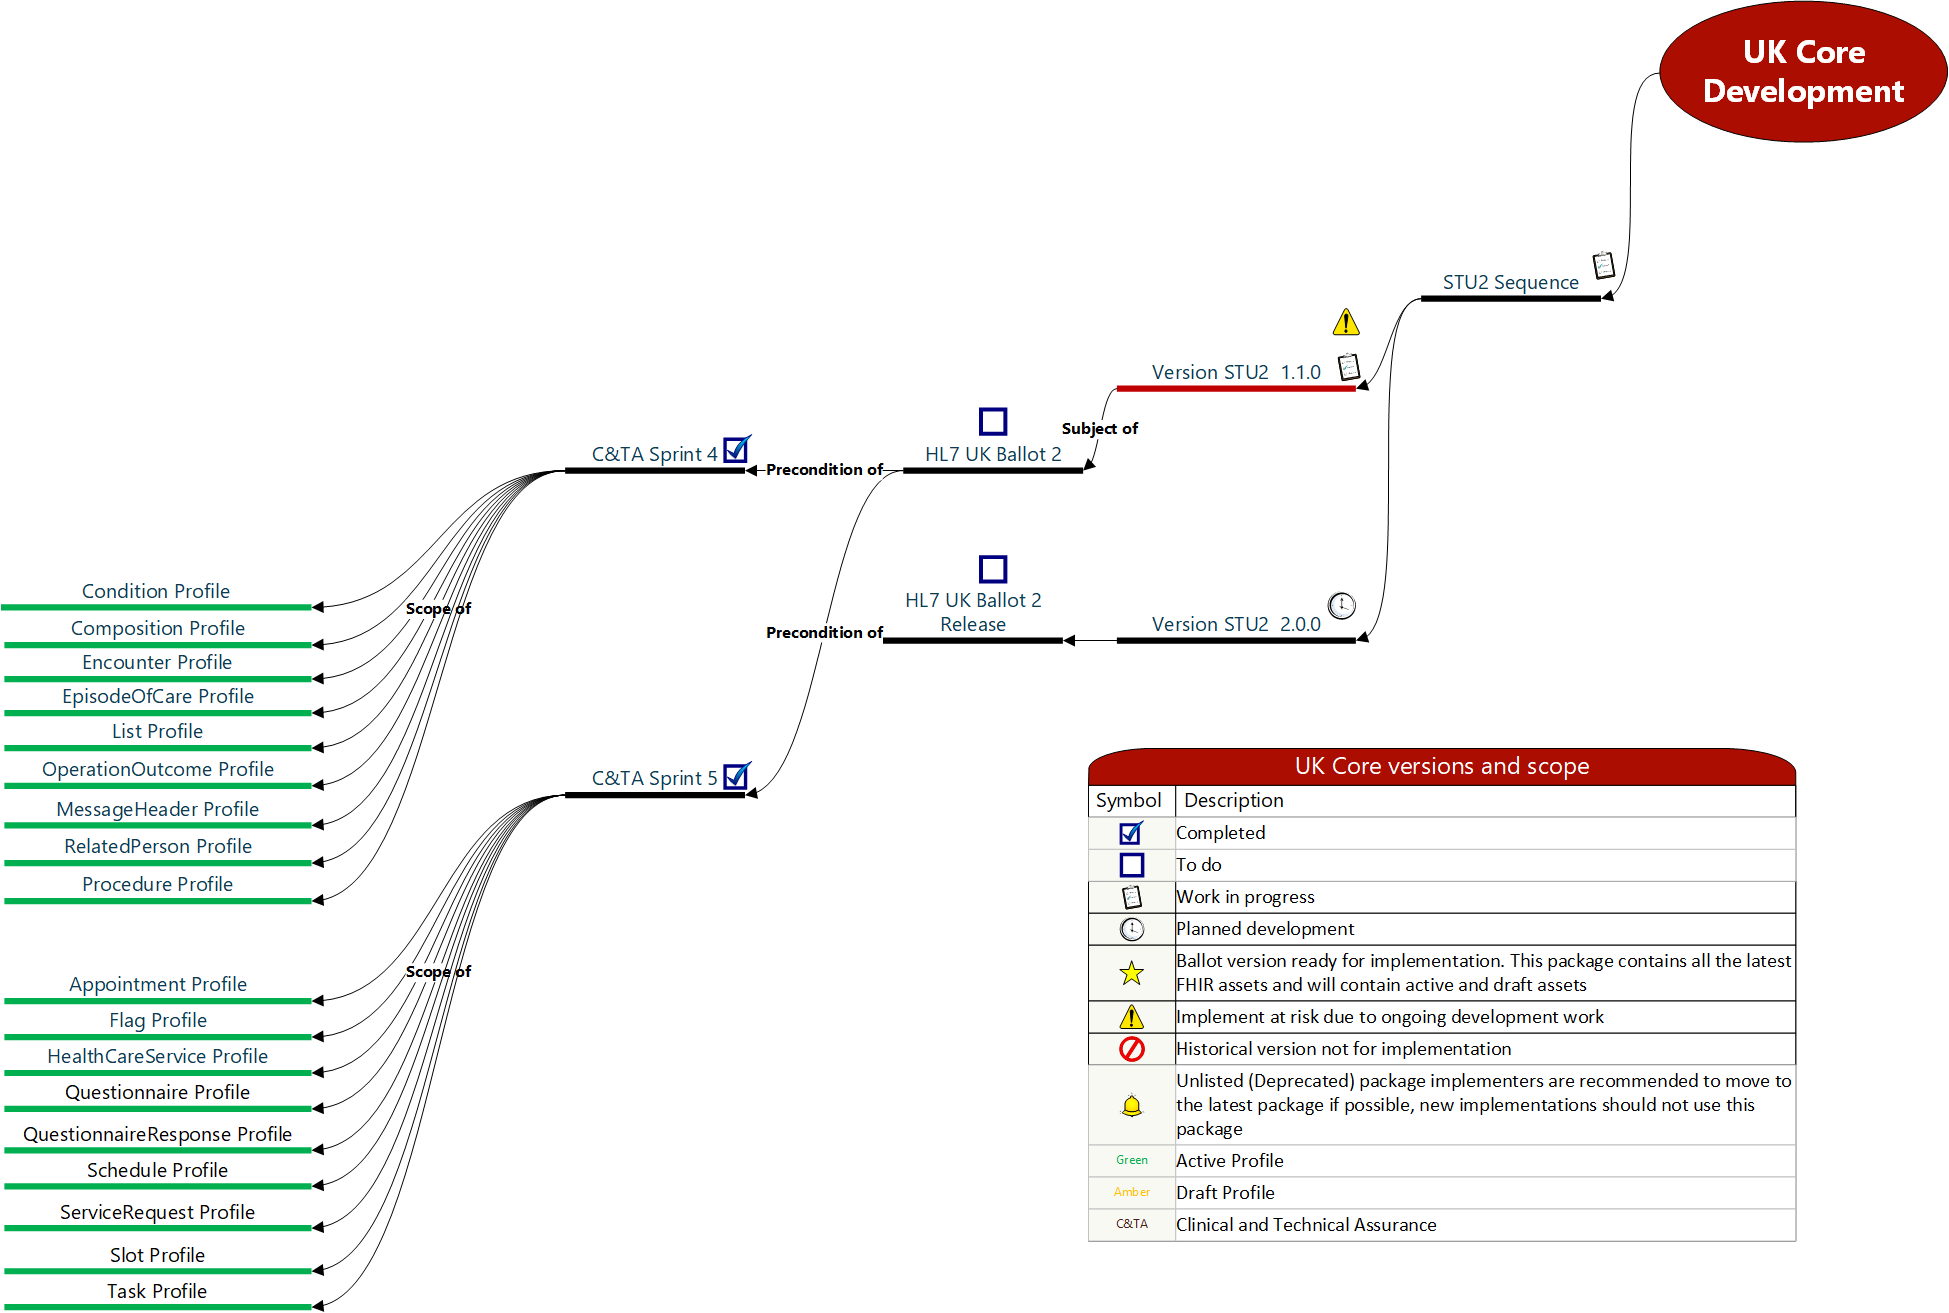 UK Core
Development
STU2 Sequence
Version STU2  1.1.0
Subject of
HL7 UK Ballot 2
Precondition of
C&TA Sprint 4
Scope of
Condition Profile
Composition Profile
Encounter Profile
EpisodeOfCare Profile
List Profile
OperationOutcome Profile
MessageHeader Profile
RelatedPerson Profile
Procedure Profile
Version STU2  2.0.0
HL7 UK Ballot 2
Release
Precondition of
C&TA Sprint 5
Scope of
Appointment Profile
Flag Profile
HealthCareService Profile
Questionnaire Profile
QuestionnaireResponse Profile
Schedule Profile
ServiceRequest Profile
Slot Profile
Task Profile
UK Core versions and scope
Symbol Description
Completed
To do
Work in progress
Planned development
Ballot version ready for implementation. This package contains all the latest
FHIR assets and will contain active and draft assets
Implement at risk due to ongoing development work
Historical version not for implementation
Unlisted (Deprecated) package implementers are recommended to move to
the latest package if possible, new implementations should not use this
package
Green Active Profile
Amber Draft Profile
C&TA Clinical and Technical Assurance